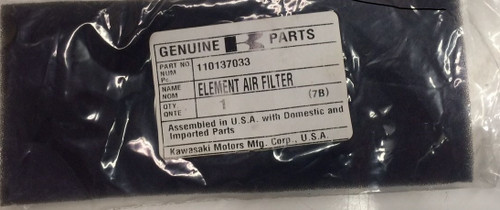 GENUINE K PARTS
PART NO
NUM
Pc
110137033
NAME
NOM
ELEMENT AIR FILTER
QTY
QNTE
1
(7B)
Assembled in U.S.A. with Domestic and
Imported Parts
Kawasaki Motors Mfg. Corp., U.S.A.